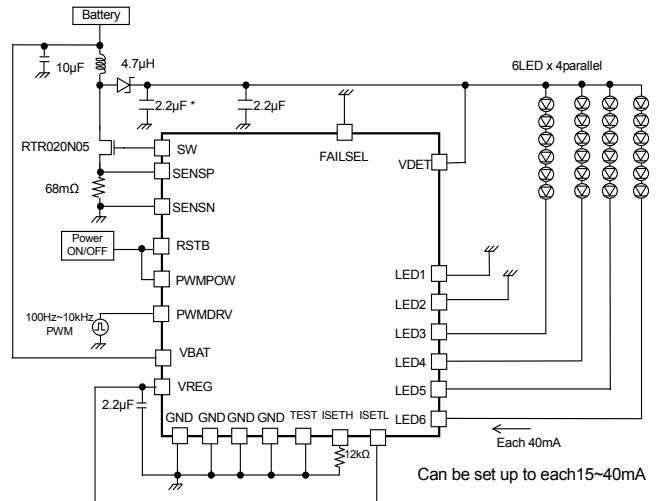 Battery
10µF
4.7µH
2.2µF *
2.2µF
6LED x 4parallel
RTR020N05
68mΩ
SW
SENSP
SENSN
FAILSEL
VDET
Power
ON/OFF
RSTB
PWMPOW
100Hz~10kHz
PWM
PWMDRV
VBAT
VREG
2.2µF
LED1
LED2
LED3
LED4
LED5
LED6
GND GND GND GND TEST ISETH ISETL
12kΩ
Each 40mA
Can be set up to each15~40mA